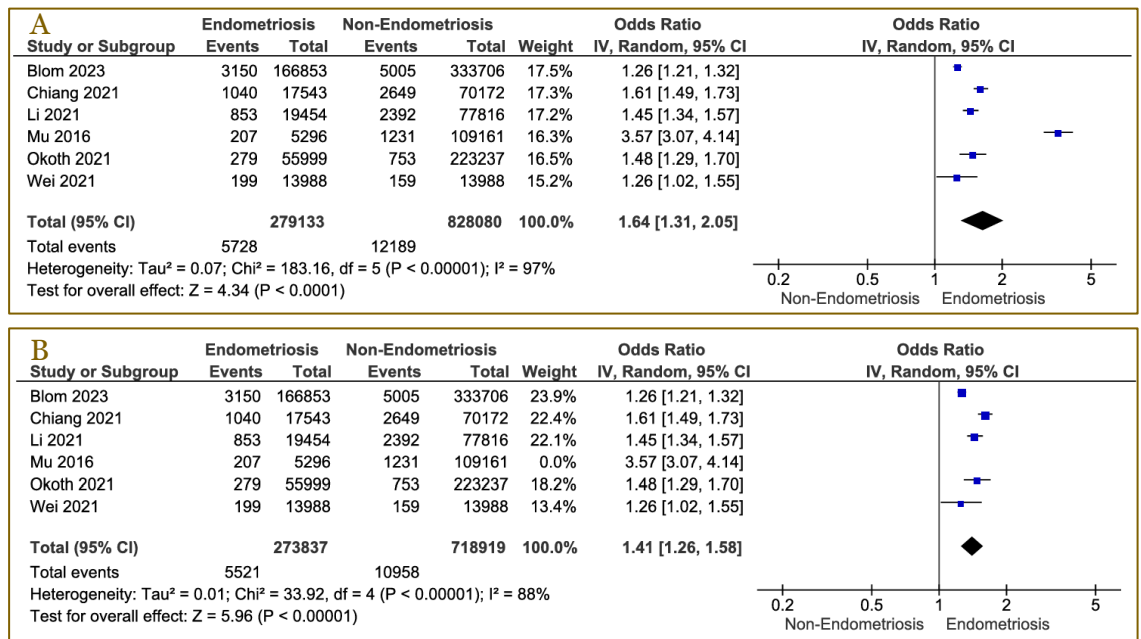 A
Endometriosis Non-Endometriosis Odds Ratio Odds Ratio
Study or Subgroup Events Total Events Total Weight IV, Random, 95% CI IV, Random, 95% CI
Blom 2023 3150 166853 5005 333706 17.5% 1.26 [1.21, 1.32]
Chiang 2021 1040 17543 2649 70172 17.3% 1.61 [1.49, 1.73]
Li 2021 853 19454 2392 77816 17.2% 1.45 [1.34, 1.57]
Mu 2016 207 5296 1231 109161 16.3% 3.57 [3.07, 4.14]
Okoth 2021 279 55999 753 223237 16.5% 1.48 [1.29, 1.70]
Wei 2021 199 13988 159 13988 15.2% 1.26 [1.02, 1.55]
Total (95% CI) 279133 828080 100.0% 1.64 [1.31, 2.05]
Total events 5728 12189
Heterogeneity: Tau² = 0.07; Chi² = 183.16, df = 5 (P < 0.00001); I² = 97%
Test for overall effect: Z = 4.34 (P < 0.0001)
0.2 0.5 1 2 5
Non-Endometriosis Endometriosis
B
Endometriosis Non-Endometriosis Odds Ratio Odds Ratio
Study or Subgroup Events Total Events Total Weight IV, Random, 95% CI IV, Random, 95% CI
Blom 2023 3150 166853 5005 333706 23.9% 1.26 [1.21, 1.32]
Chiang 2021 1040 17543 2649 70172 22.4% 1.61 [1.49, 1.73]
Li 2021 853 19454 2392 77816 22.1% 1.45 [1.34, 1.57]
Mu 2016 207 5296 1231 109161 0.0% 3.57 [3.07, 4.14]
Okoth 2021 279 55999 753 223237 18.2% 1.48 [1.29, 1.70]
Wei 2021 199 13988 159 13988 13.4% 1.26 [1.02, 1.55]
Total (95% CI) 273837 718919 100.0% 1.41 [1.26, 1.58]
Total events 5521 10958
Heterogeneity: Tau² = 0.01; Chi² = 33.92, df = 4 (P < 0.00001); I² = 88%
Test for overall effect: Z = 5.96 (P < 0.00001)
0.2 0.5 1 2 5
Non-Endometriosis Endometriosis